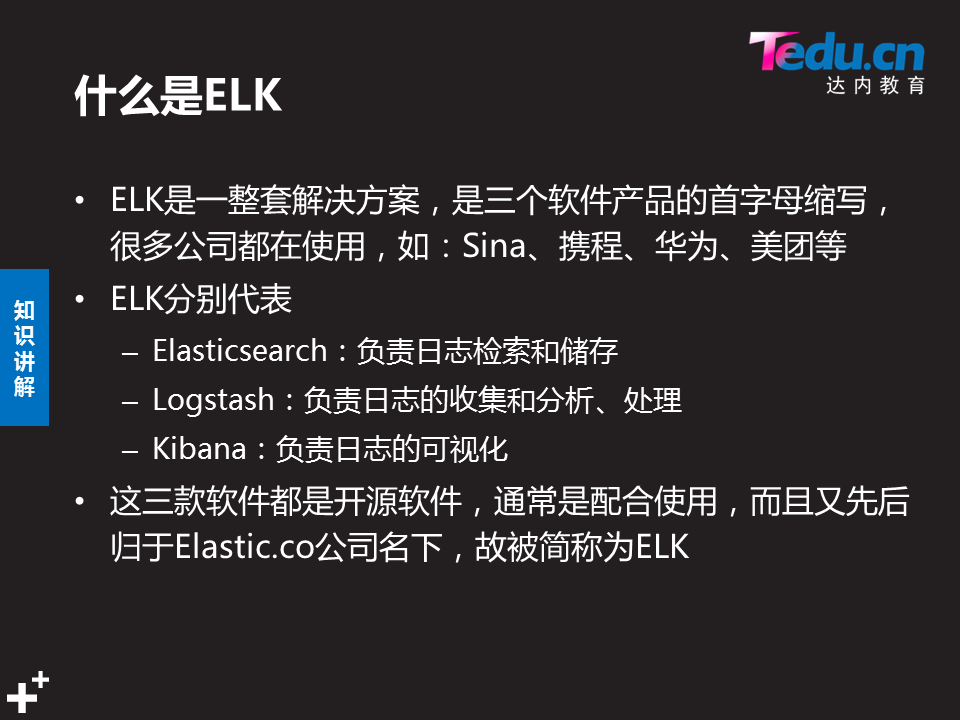 Tedu.cn
达内教育
什么是ELK
• ELK是一整套解决方案，是三个软件产品的首字母缩写，
很多公司都在使用，如：Sina、携程、华为、美团等
• ELK分别代表
– Elasticsearch：负责日志检索和储存
– Logstash：负责日志的收集和分析、处理
– Kibana：负责日志的可视化
• 这三款软件都是开源软件，通常是配合使用，而且又先后
归于Elastic.co公司名下，故被简称为ELK
知识讲解